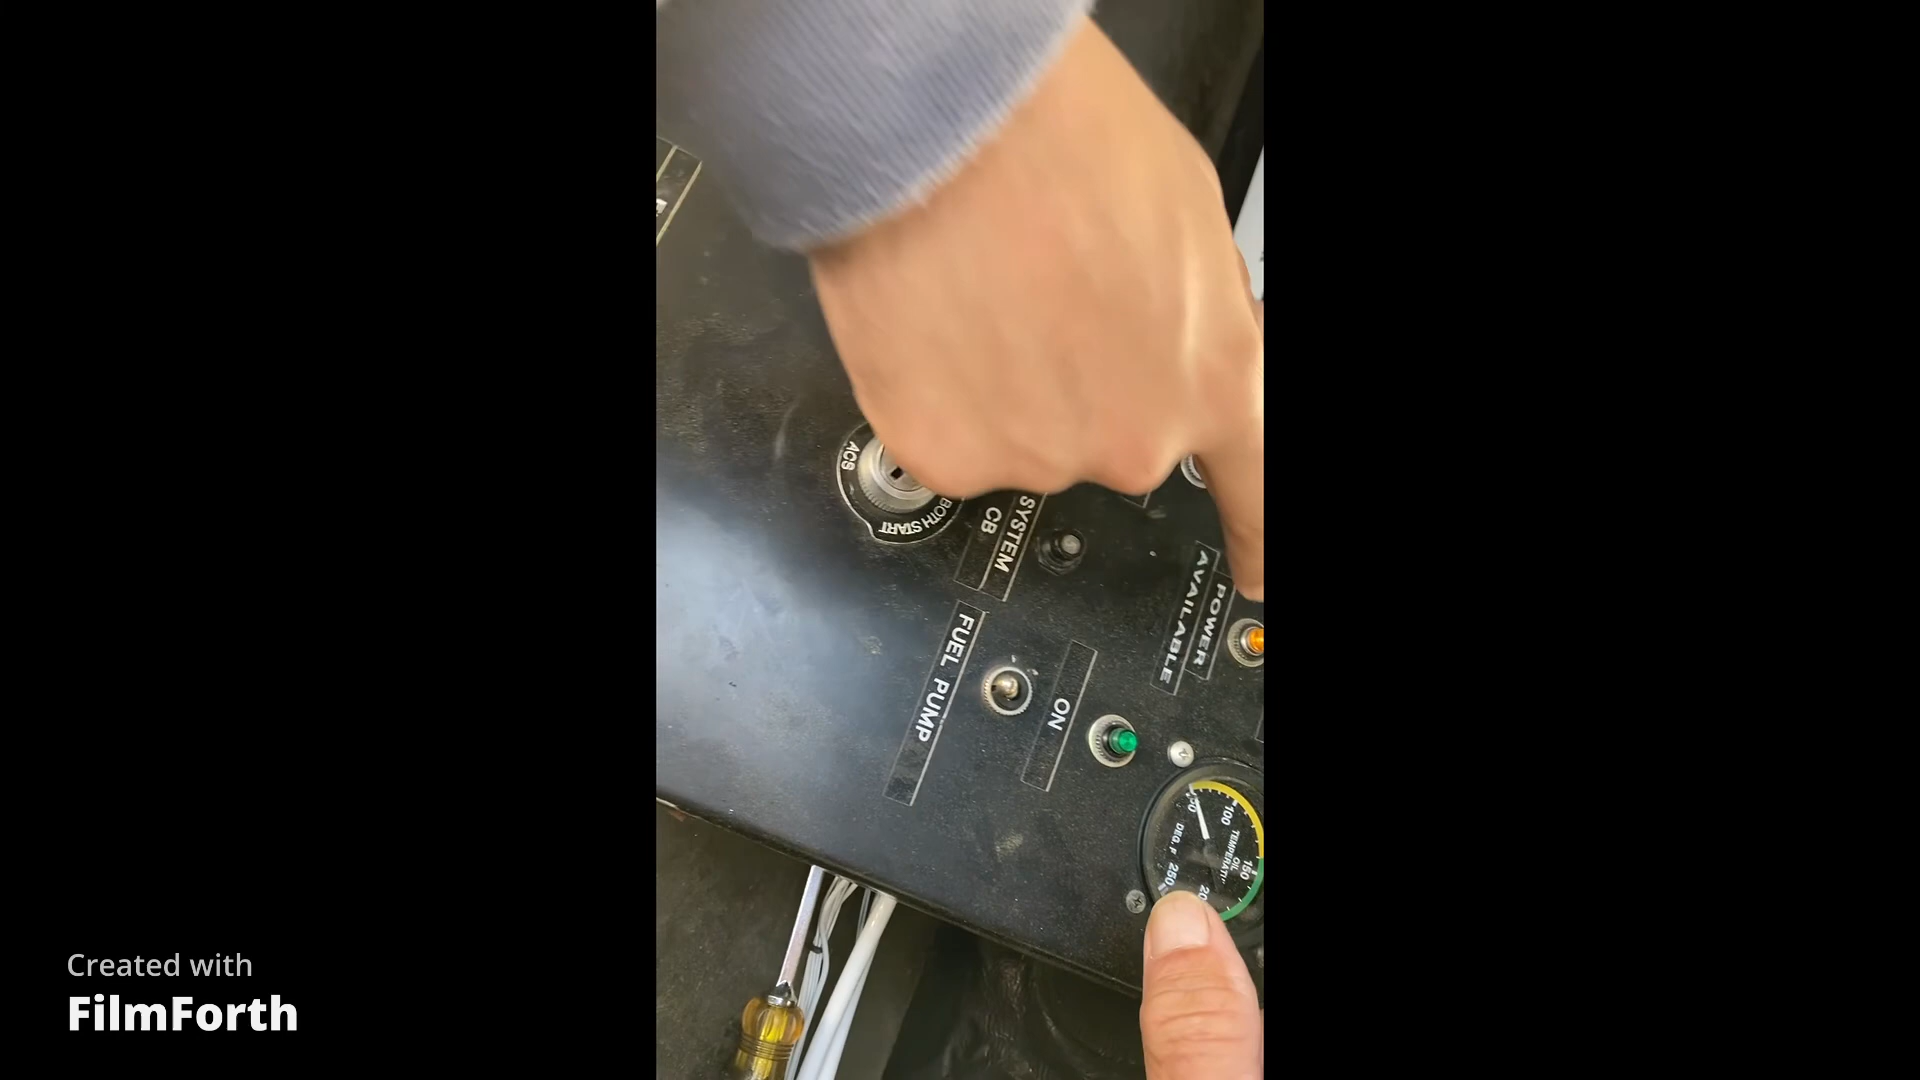 ACS
BOTH START
SYSTEM
CB
POWER
AVAILABLE
FUEL PUMP
ON
100
150
250
OIL
DEG. F
Created with
FilmForth